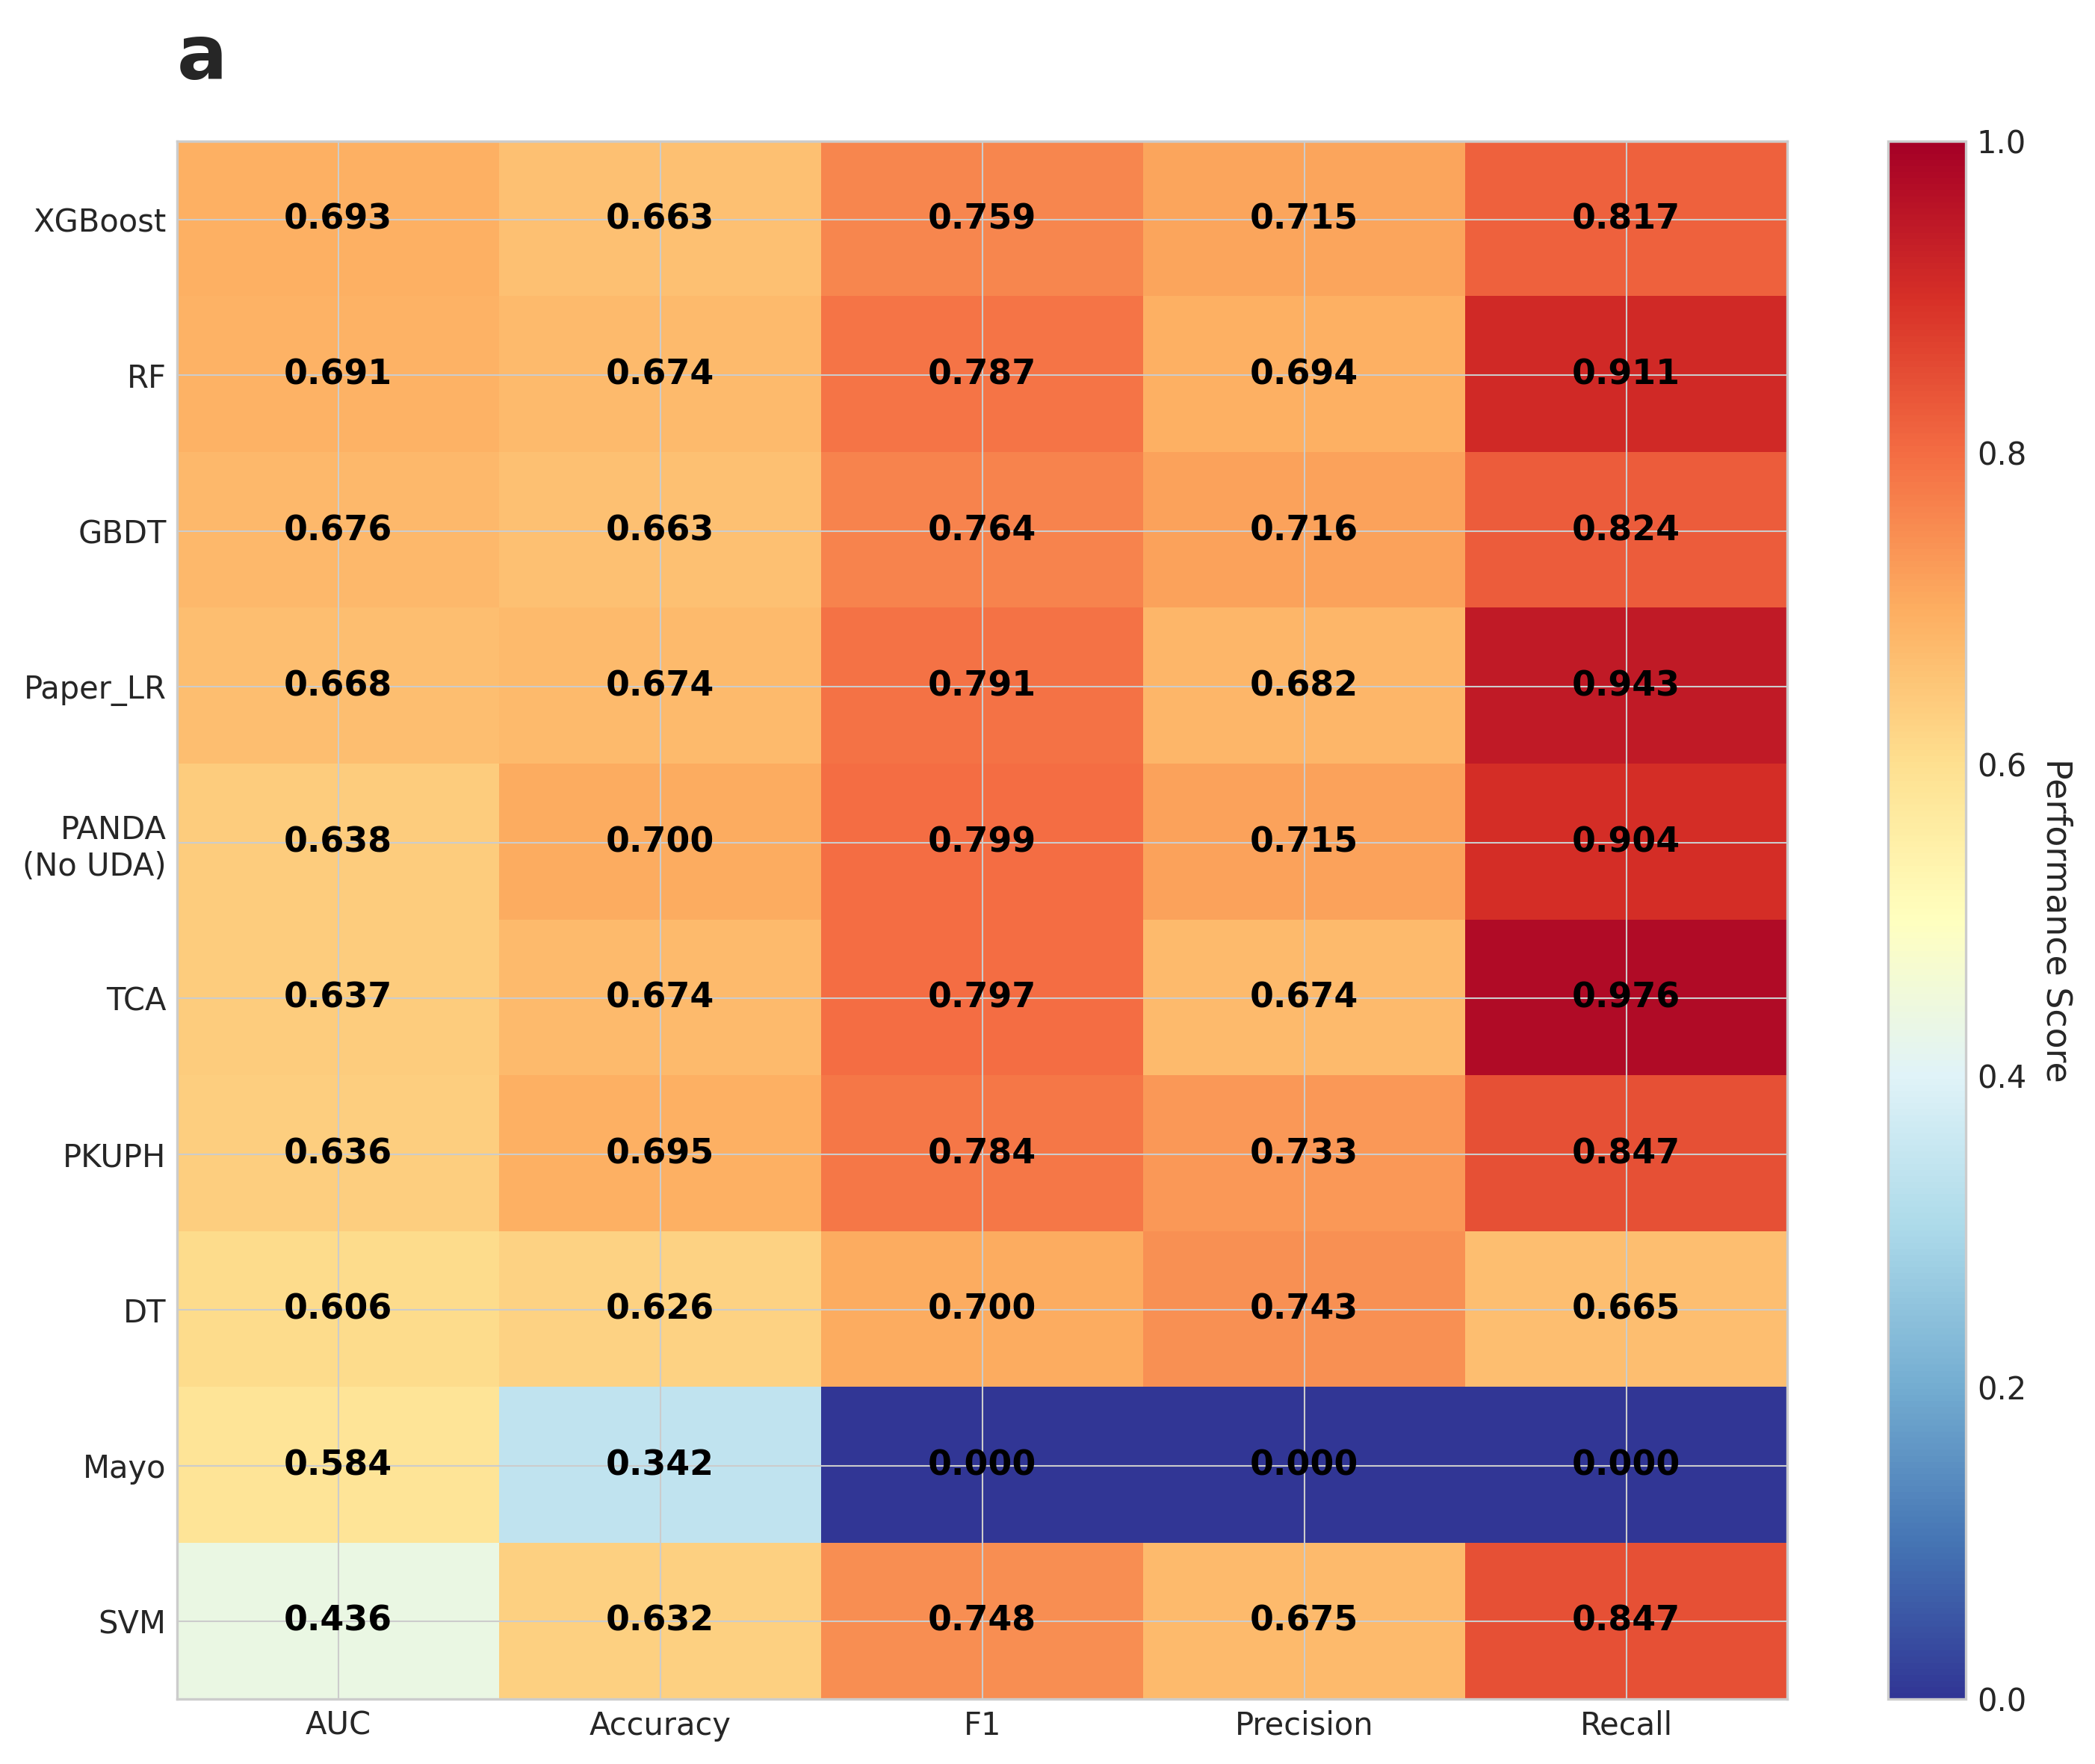 a
XGBoost 0.693 0.663 0.759 0.715 0.817
RF 0.691 0.674 0.787 0.694 0.911
GBDT 0.676 0.663 0.764 0.716 0.824
Paper_LR 0.668 0.674 0.791 0.682 0.943
PANDA
(No UDA) 0.638 0.700 0.799 0.715 0.904
TCA 0.637 0.674 0.797 0.674 0.976
PKUPH 0.636 0.695 0.784 0.733 0.847
DT 0.606 0.626 0.700 0.743 0.665
Mayo 0.584 0.342 0.000 0.000 0.000
SVM 0.436 0.632 0.748 0.675 0.847
AUC Accuracy F1 Precision Recall
1.0
0.8
0.6
0.4
0.2
0.0
Performance Score